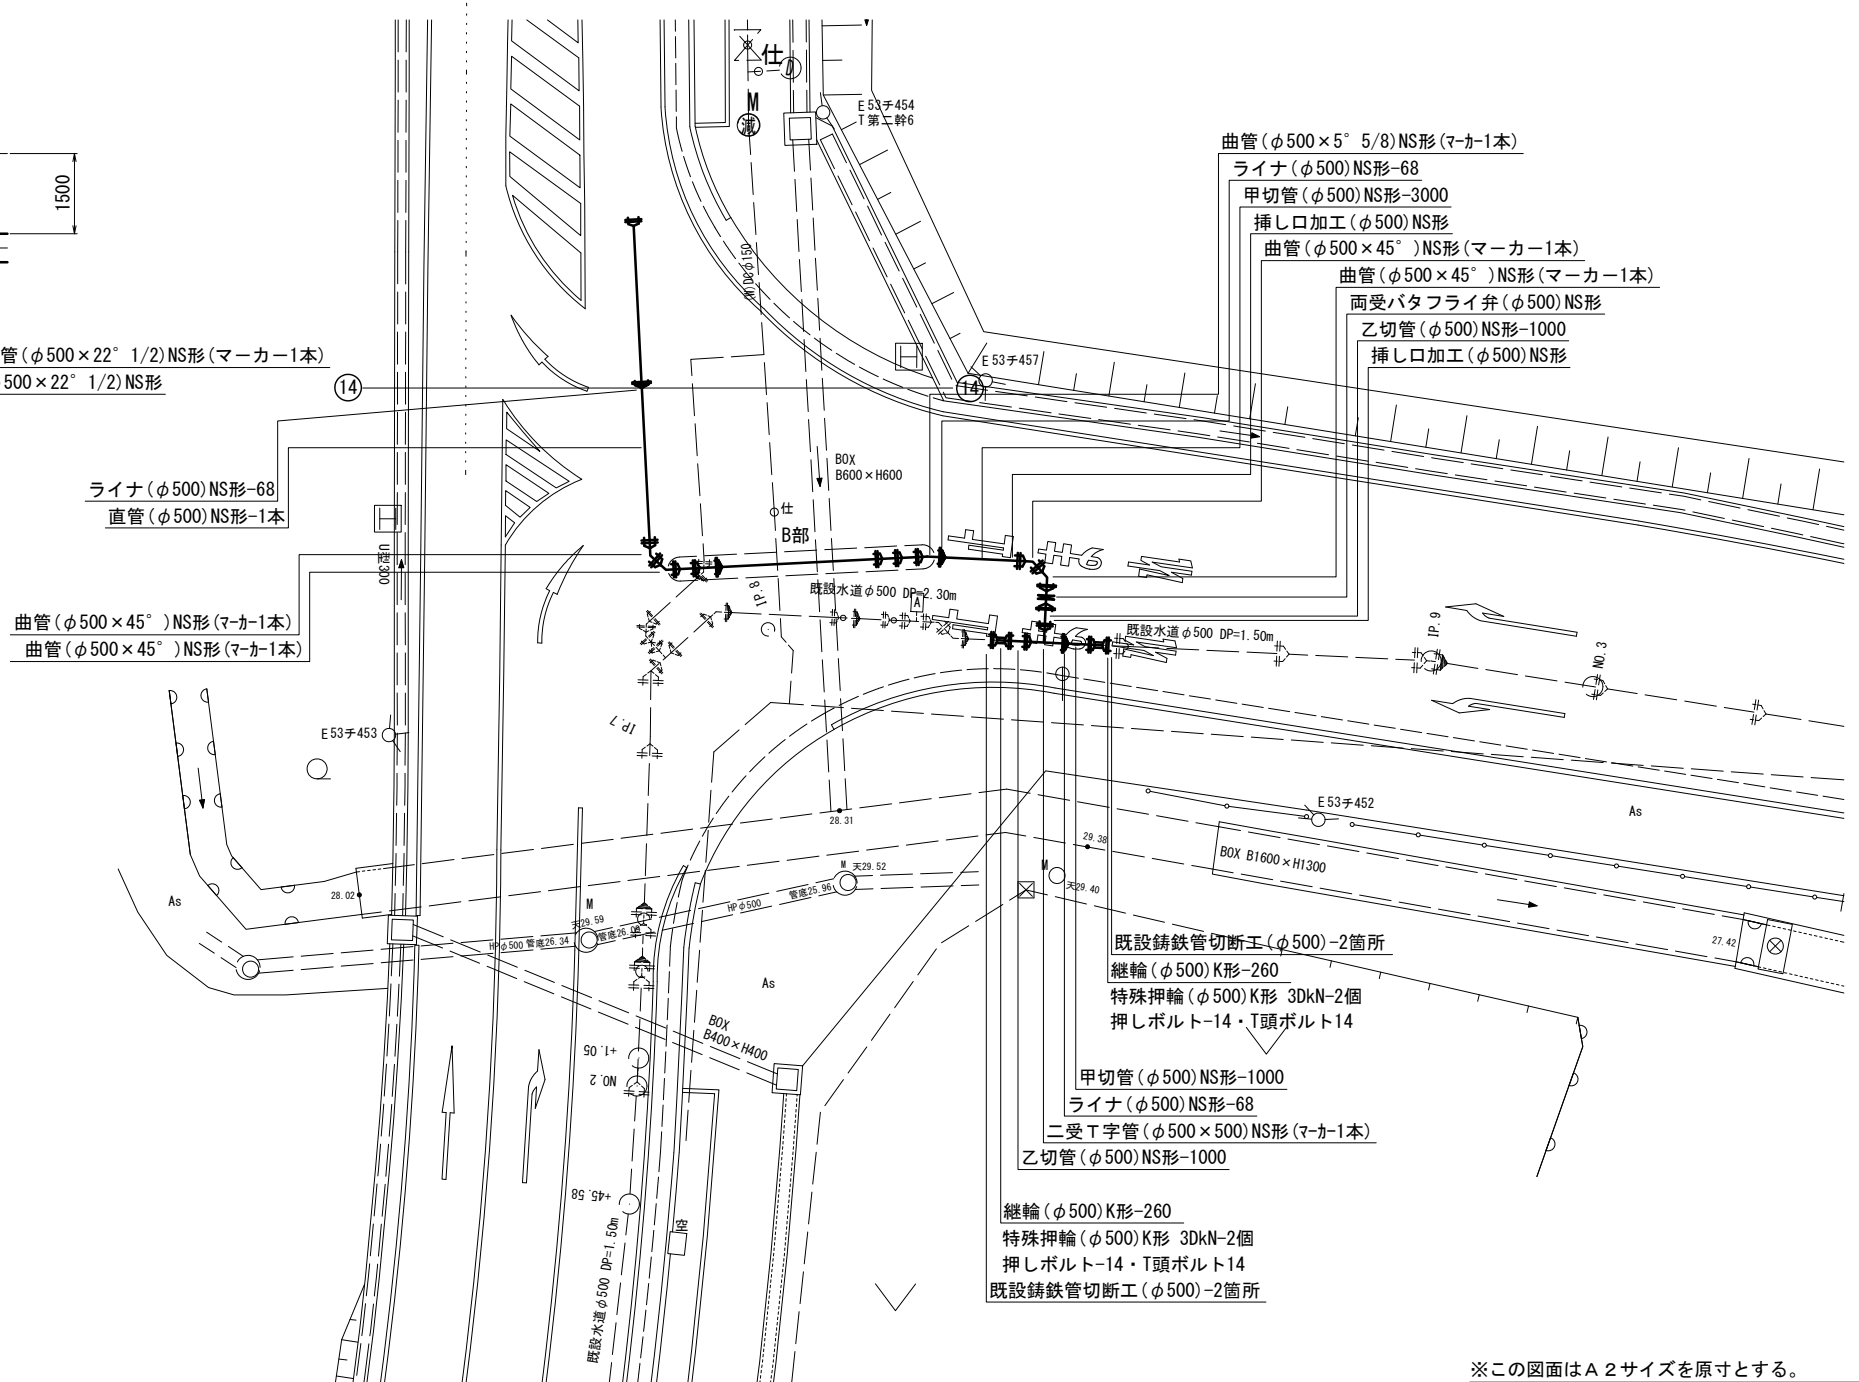 1500
仕
D
M
減
E53チ454
T第二幹6
(W)DCφ150
曲管(φ500×5°5/8)NS形(マーカー1本)
ライナ(φ500)NS形-68
甲切管(φ500)NS形-3000
挿し口加工(φ500)NS形
曲管(φ500×45°)NS形(マーカー1本)
曲管(φ500×45°)NS形(マーカー1本)
両受バタフライ弁(φ500)NS形
乙切管(φ500)NS形-1000
挿し口加工(φ500)NS形
管(φ500×22°1/2)NS形(マーカー1本)
500×22°1/2)NS形
14
14
H
E53チ457
BOX
B600×H600
ライナ(φ500)NS形-68
直管(φ500)NS形-1本
H
U型300
仕
B部
既設水道φ500 DP=2.30m
A
IP.8
既設水道φ500 DP=1.50m
IP.9
NO.3
曲管(φ500×45°)NS形(マーカー1本)
曲管(φ500×45°)NS形(マーカー1本)
IP.7
E53チ453
28.31
E53チ452
As
29.38
BOX B1600×H1300
M
天29.52
管底25.96
HPφ500
M
天29.40
28.02
As
M
天29.59
HPφ500 管底26.34
27.42
As
BOX
B400×H400
既設鋳鉄管切断工(φ500)-2箇所
継輪(φ500)K形-260
特殊押輪(φ500)K形 3DkN-2個
押しボルト-14・T頭ボルト14
+1.05
NO.2
甲切管(φ500)NS形-1000
ライナ(φ500)NS形-68
二受T字管(φ500×500)NS形(マーカー1本)
乙切管(φ500)NS形-1000
+45.58
空
既設水道φ500 DP=1.50m
継輪(φ500)K形-260
特殊押輪(φ500)K形 3DkN-2個
押しボルト-14・T頭ボルト14
既設鋳鉄管切断工(φ500)-2箇所
※この図面はA2サイズを原寸とする。